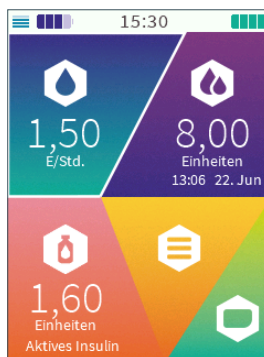 15:30
1,50
E/Std.
8,00
Einheiten
13:06 22. Jun
1,60
Einheiten
Aktives Insulin